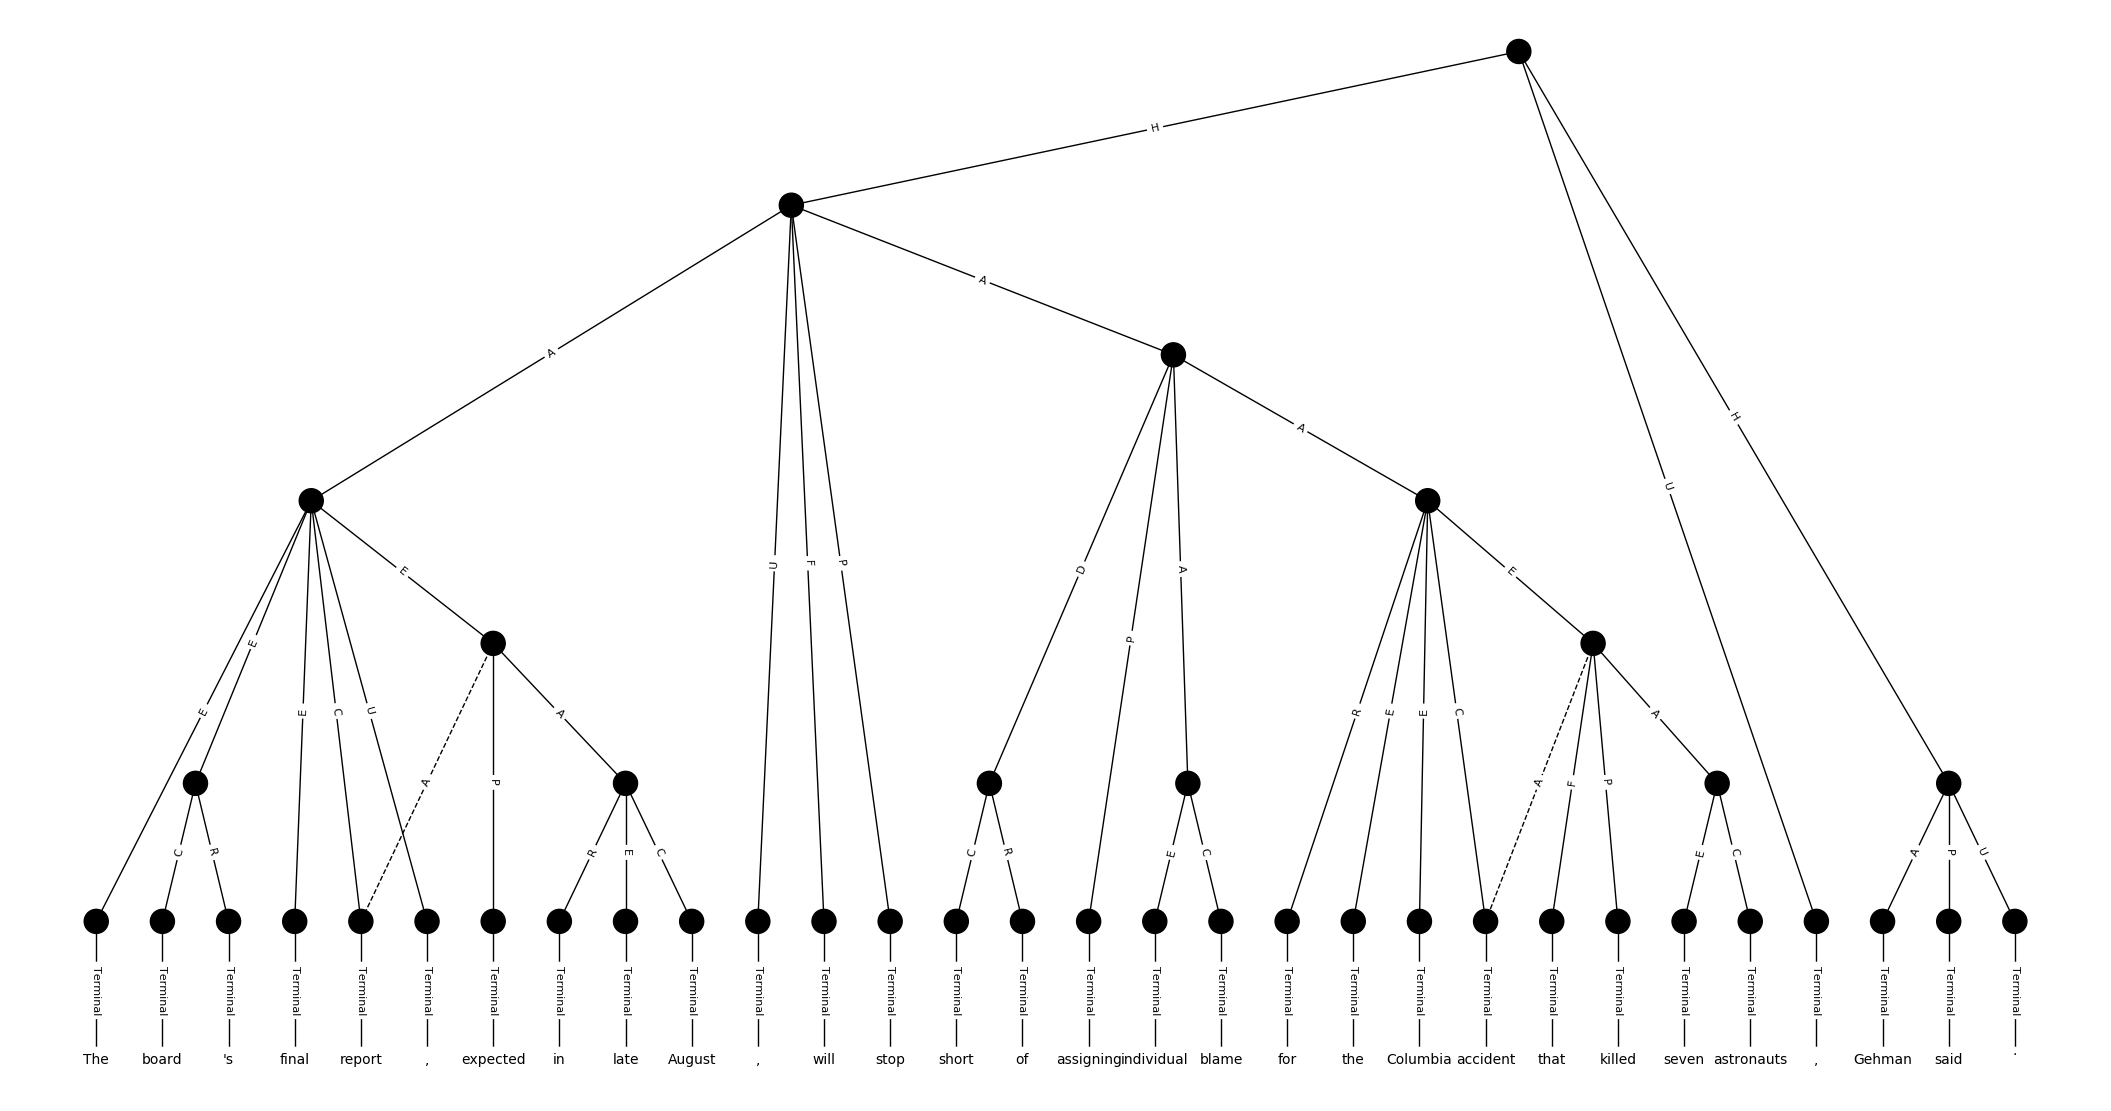 H
A
A
A
E
U
F
P
D
A
E
H
U
E
P
E
E
C
U
R
E
E
C
A
A
A
P
A
F
P
C
R
R
E
C
C
R
E
C
E
C
A
P
U
Terminal Terminal Terminal Terminal Terminal Terminal Terminal Terminal Terminal Terminal Terminal Terminal Terminal Terminal Terminal Terminal Terminal Terminal Terminal Terminal Terminal Terminal Terminal Terminal Terminal Terminal Terminal Terminal Terminal Terminal
The board 's final report , expected in late August , will stop short of assigning individual blame for the Columbia accident that killed seven astronauts , Gehman said .